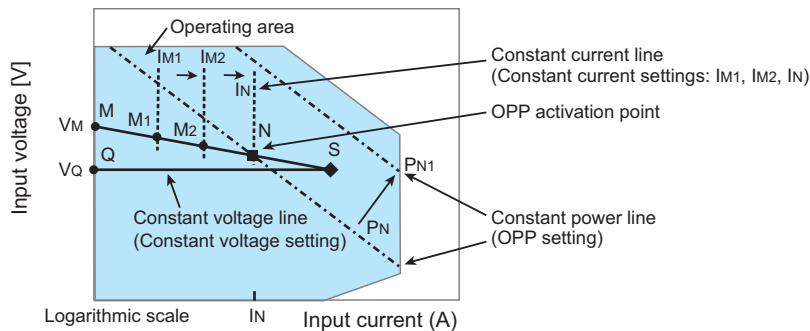 Operating area
IM1 IM2
IN
Constant current line
(Constant current settings: IM1, IM2, IN)
OPP activation point
Input voltage [V]
VM
M
M1
M2
N
S
VQ
Q
PN1
PN
Constant voltage line
(Constant voltage setting)
Constant power line
(OPP setting)
Logarithmic scale
IN
Input current (A)